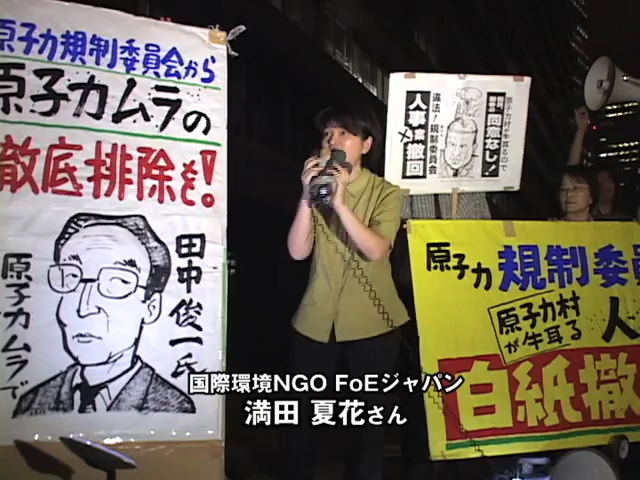 原子力規制委員会から
原子力ムラの
徹底排除を!
田中俊一氏
原子力ムラで
原子力村が牛耳るので
同意なし!
違法!規制委員会
人事案撤回
原子力 規制委
原子力村
が牛耳る 人
白紙撤
国際環境NGO FoEジャパン
満田 夏花さん